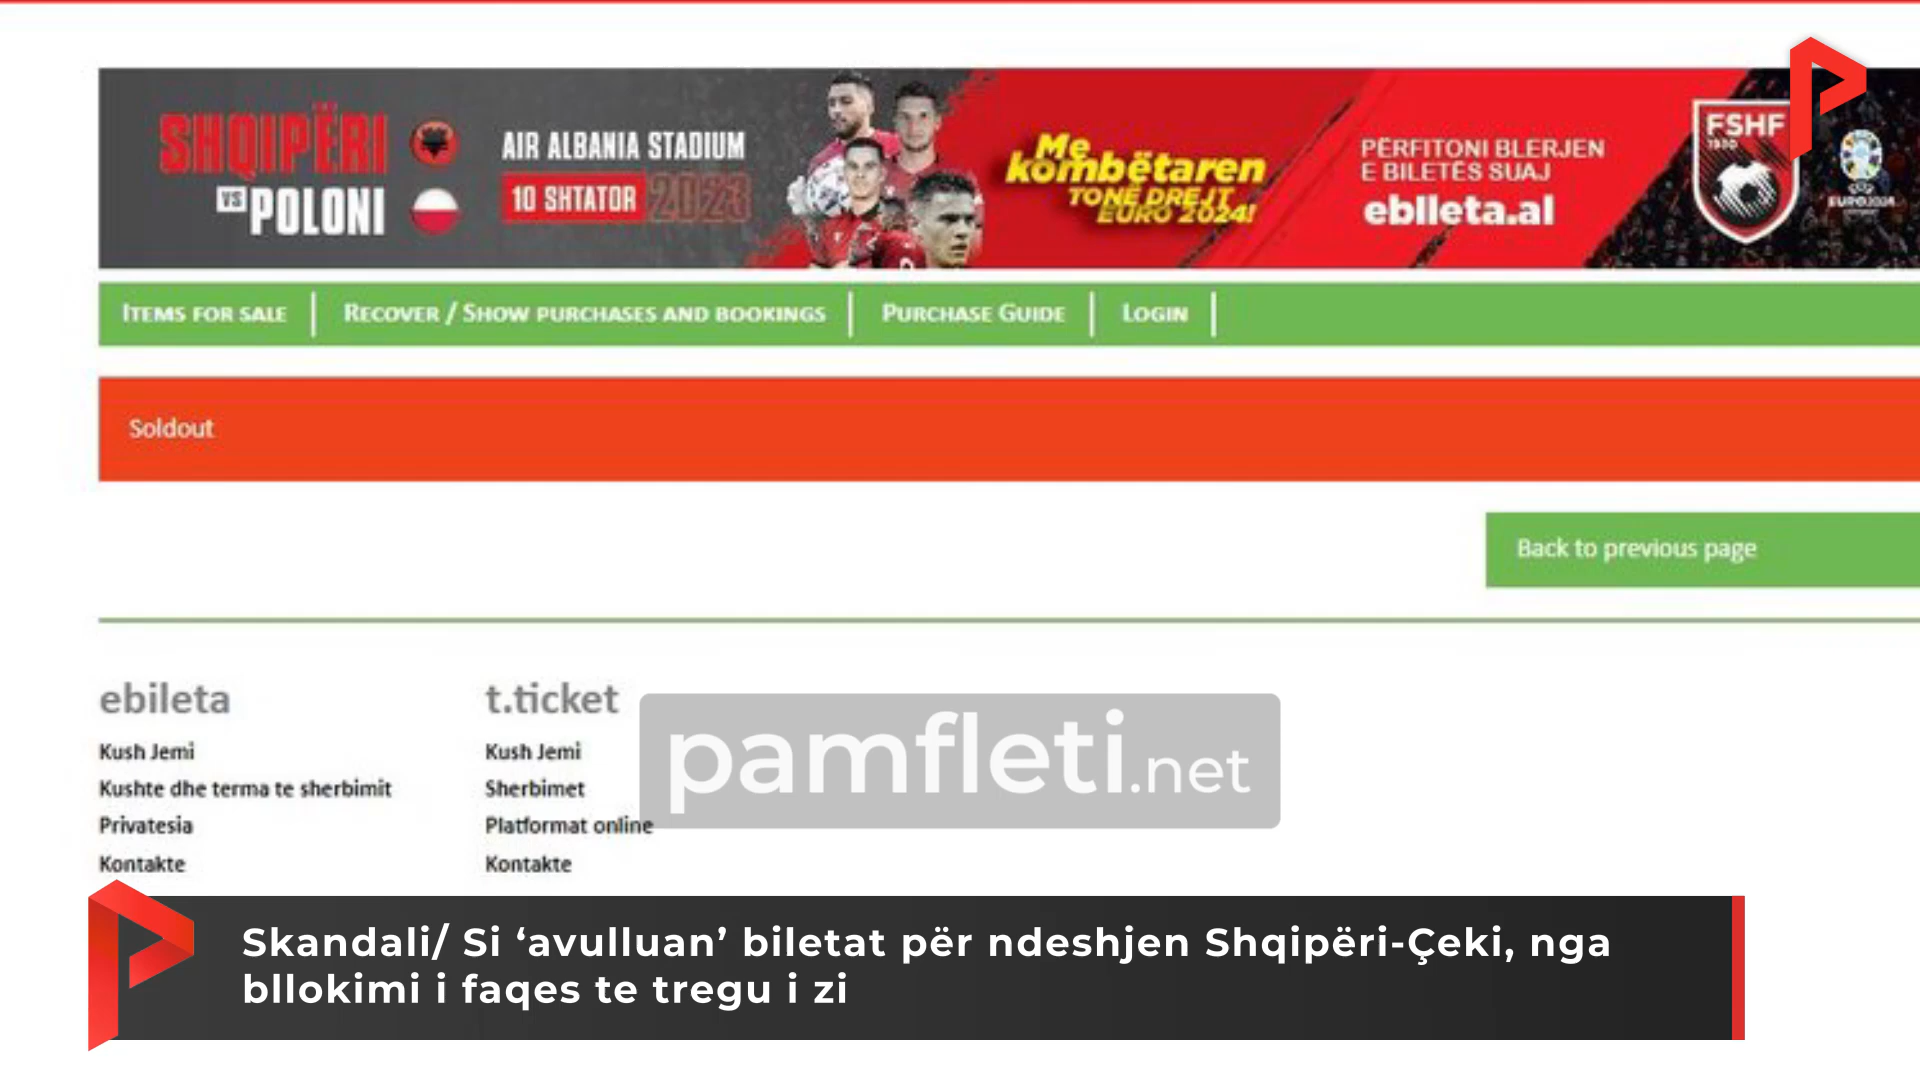 SHQIPËRI
VS POLONI
AIR ALBANIA STADIUM
10 SHTATOR 2023
Me
kombëtaren
TONË DREJT
EURO 2024!
PËRFITONI BLERJEN
E BILETËS SUAJ
ebileta.al
FSHF
1930
EURO2024
ITEMS FOR SALE
RECOVER / SHOW PURCHASES AND BOOKINGS
PURCHASE GUIDE
LOGIN
Soldout
Back to previous page
ebileta
Kush Jemi
Kushte dhe terma te sherbimit
Privatesia
Kontakte
t.ticket
Kush Jemi
Sherbimet
Platformat online
Kontakte
pamfleti.net
Skandali/ Si ‘avulluan’ biletat për ndeshjen Shqipëri-Çeki, nga
bllokimi i faqes te tregu i zi